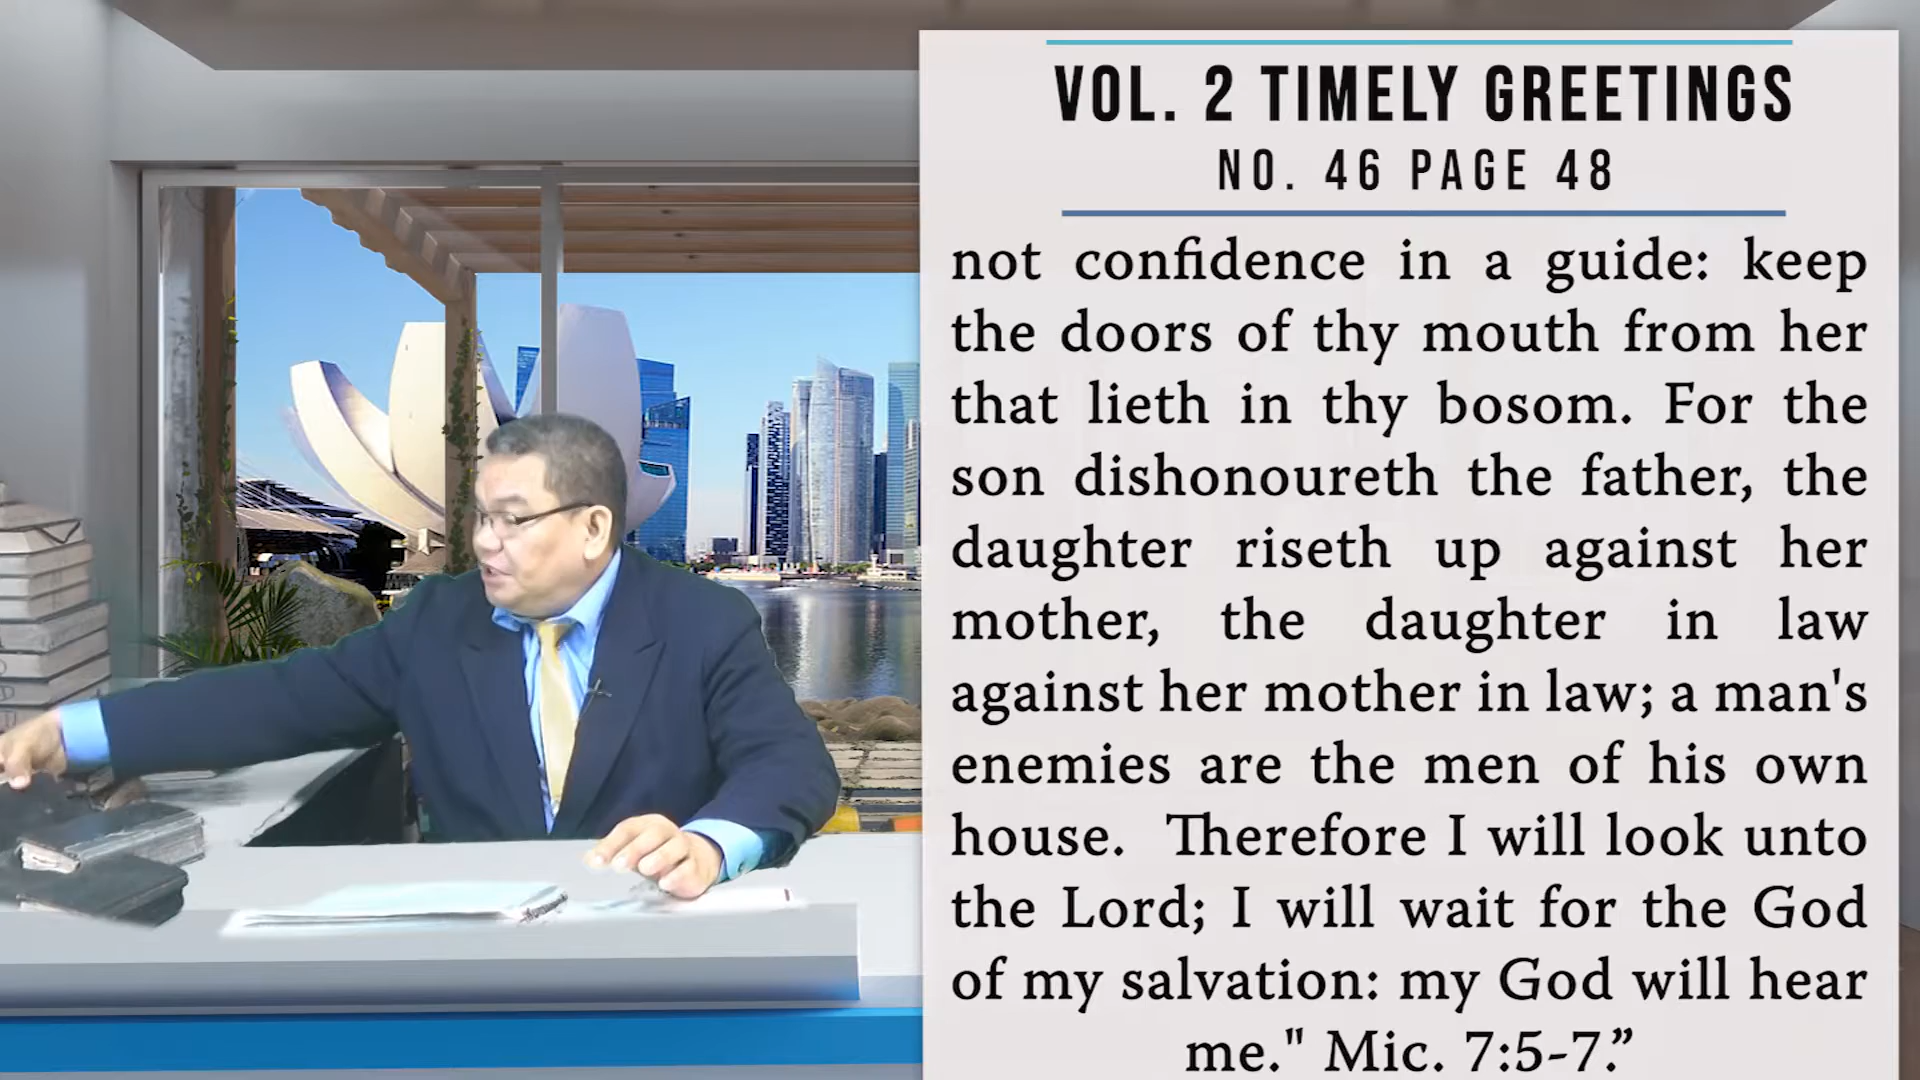 VOL. 2 TIMELY GREETINGS
NO. 46 PAGE 48
not confidence in a guide: keep
the doors of thy mouth from her
that lieth in thy bosom. For the
son dishonoureth the father, the
daughter riseth up against her
mother, the daughter in law
against her mother in law; a man's
enemies are the men of his own
house. Therefore I will look unto
the Lord; I will wait for the God
of my salvation: my God will hear
me." Mic. 7:5-7.”